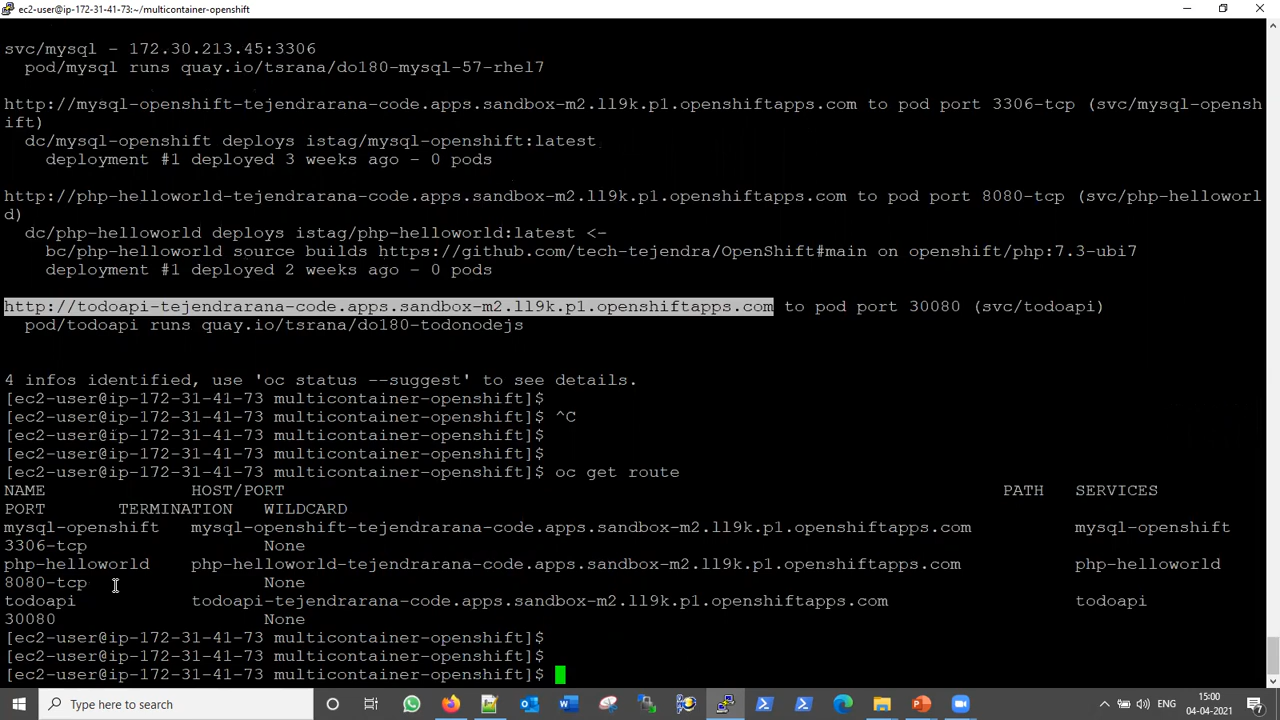 ec2-user@ip-172-31-41-73:~/multicontainer-openshift
svc/mysql - 172.30.213.45:3306
pod/mysql runs quay.io/tsrana/do180-mysql-57-rhel7
http://mysql-openshift-tejendrarana-code.apps.sandbox-m2.ll9k.p1.openshiftapps.com to pod port 3306-tcp (svc/mysql-opensh
ift)
dc/mysql-openshift deploys istag/mysql-openshift:latest
deployment #1 deployed 3 weeks ago - 0 pods
http://php-helloworld-tejendrarana-code.apps.sandbox-m2.ll9k.p1.openshiftapps.com to pod port 8080-tcp (svc/php-helloworl
d)
dc/php-helloworld deploys istag/php-helloworld:latest <-
bc/php-helloworld source builds https://github.com/tech-tejendra/OpenShift#main on openshift/php:7.3-ubi7
deployment #1 deployed 2 weeks ago - 0 pods
http://todoapi-tejendrarana-code.apps.sandbox-m2.ll9k.p1.openshiftapps.com to pod port 30080 (svc/todoapi)
pod/todoapi runs quay.io/tsrana/do180-todonodejs
4 infos identified, use 'oc status --suggest' to see details.
[ec2-user@ip-172-31-41-73 multicontainer-openshift]$
[ec2-user@ip-172-31-41-73 multicontainer-openshift]$ ^C
[ec2-user@ip-172-31-41-73 multicontainer-openshift]$
[ec2-user@ip-172-31-41-73 multicontainer-openshift]$
[ec2-user@ip-172-31-41-73 multicontainer-openshift]$ oc get route
NAME HOST/PORT PATH SERVICES
PORT TERMINATION WILDCARD
mysql-openshift mysql-openshift-tejendrarana-code.apps.sandbox-m2.ll9k.p1.openshiftapps.com mysql-openshift
3306-tcp None
php-helloworld php-helloworld-tejendrarana-code.apps.sandbox-m2.ll9k.p1.openshiftapps.com php-helloworld
8080-tcp None
todoapi todoapi-tejendrarana-code.apps.sandbox-m2.ll9k.p1.openshiftapps.com todoapi
30080 None
[ec2-user@ip-172-31-41-73 multicontainer-openshift]$
[ec2-user@ip-172-31-41-73 multicontainer-openshift]$
[ec2-user@ip-172-31-41-73 multicontainer-openshift]$
Type here to search
ENG
15:00
04-04-2021